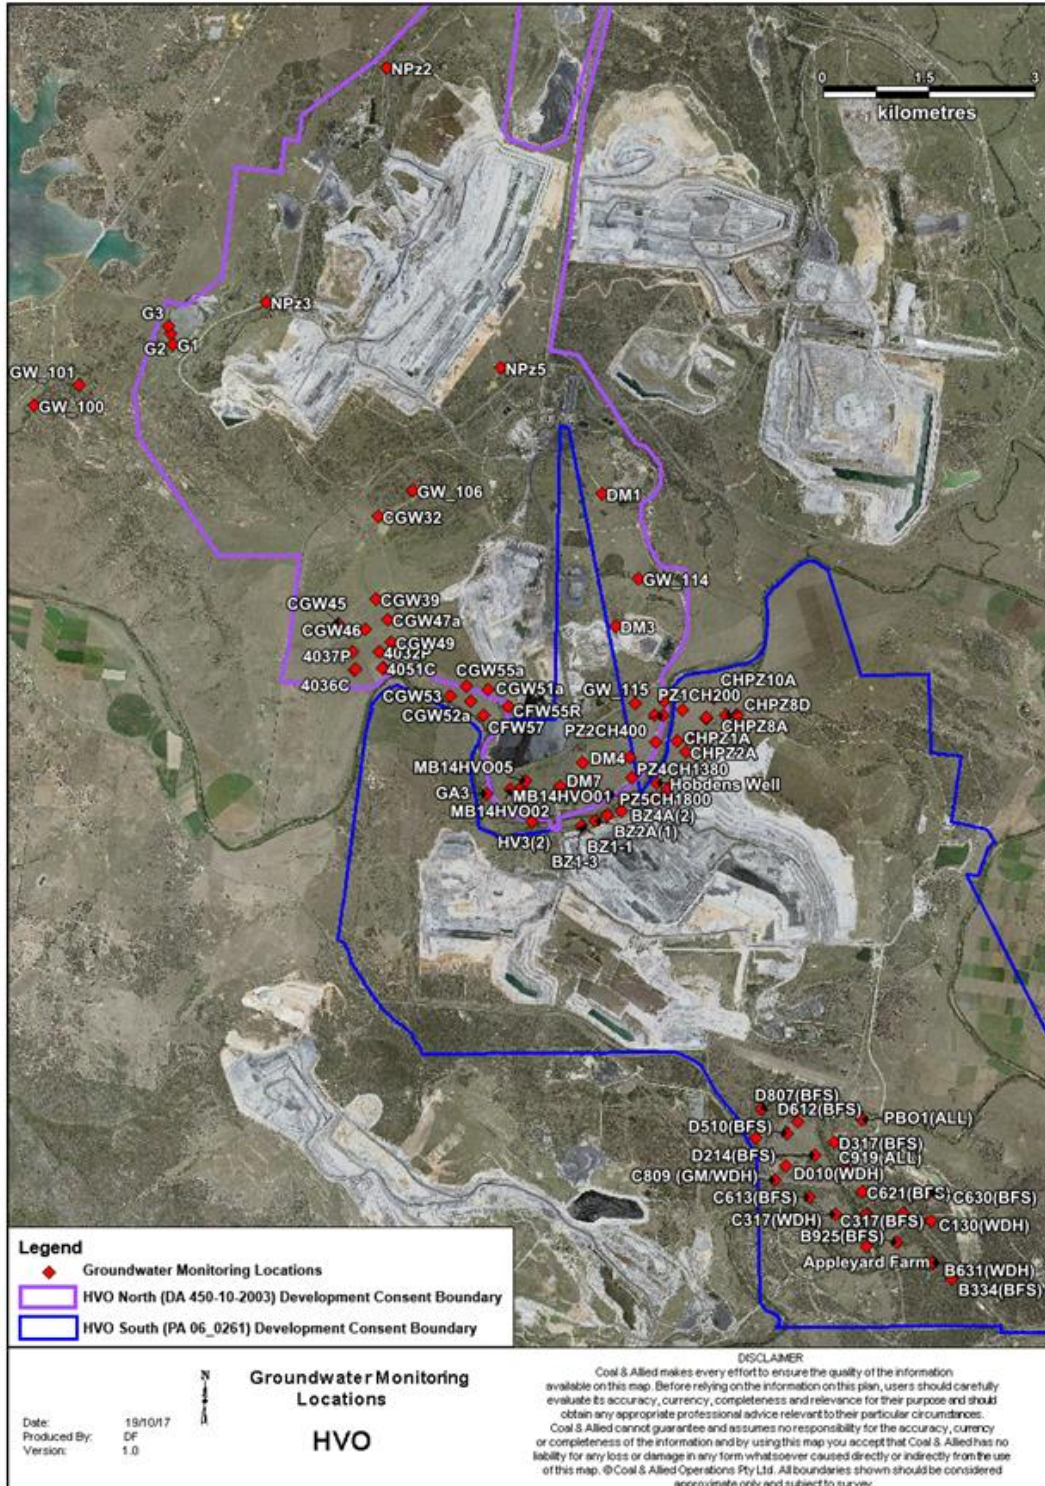 NPz2
0 1.5 3
kilometres
NPz3
G3
G2 G1
NPz5
GW_101
GW_100
GW_106
DM1
CGW32
GW_114
CGW39
CGW45
CGW47a
DM3
CGW46
CGW49
4037P 4032P
4051C
4036C
CGW55a
CHPZ10A
CGW53
CGW51a
GW_115
PZ1CH200
CHPZ8D
CFW55R
CGW52a
CFW57
PZ2CH400
CHPZ8A
CHPZ1A
CHPZ2A
DM4
MB14HVO05
PZ4CH1380
DM7
Hobdens Well
GA3
MB14HVO01
PZ5CH1800
MB14HVO02
BZ4A(2)
BZ2A(1)
HV3(2)
BZ1-1
BZ1-3
D807(BFS)
D612(BFS)
PBO1(ALL)
D510(BFS)
D317(BFS)
D214(BFS)
C919(ALL)
C809 (GM/WDH)
D010(WDH)
C613(BFS)
C621(BFS)
C630(BFS)
C317(WDH)
C317(BFS)
C130(WDH)
B925(BFS)
Appleyard Farm
B631(WDH)
B334(BFS)
Legend
Groundwater Monitoring Locations
HVO North (DA 450-10-2003) Development Consent Boundary
HVO South (PA 06_0261) Development Consent Boundary
N
Groundwater Monitoring
Locations
HVO
Date: 19/10/17
Produced By: DF
Version: 1.0
DISCLAIMER
Coal & Allied makes every effort to ensure the quality of the information
available on this map. Before relying on the information on this plan, users should carefully
evaluate its accuracy, currency, completeness and relevance for their purpose and should
obtain any appropriate professional advice relevant to their particular circumstances.
Coal & Allied cannot guarantee and assumes no responsibility for the accuracy, currency
or completeness of the information and by using this map you accept that Coal & Allied has no
liability for any loss or damage in any form whatsoever caused directly or indirectly from the use
of this map. © Coal & Allied Operations Pty Ltd. All boundaries shown should be considered
approximate only and subject to survey